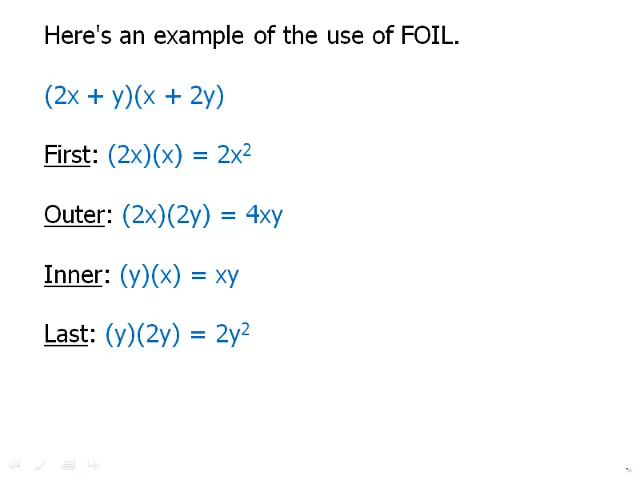 Here's an example of the use of FOIL.
(2x + y)(x + 2y)
First: (2x)(x) = 2x²
Outer: (2x)(2y) = 4xy
Inner: (y)(x) = xy
Last: (y)(2y) = 2y²